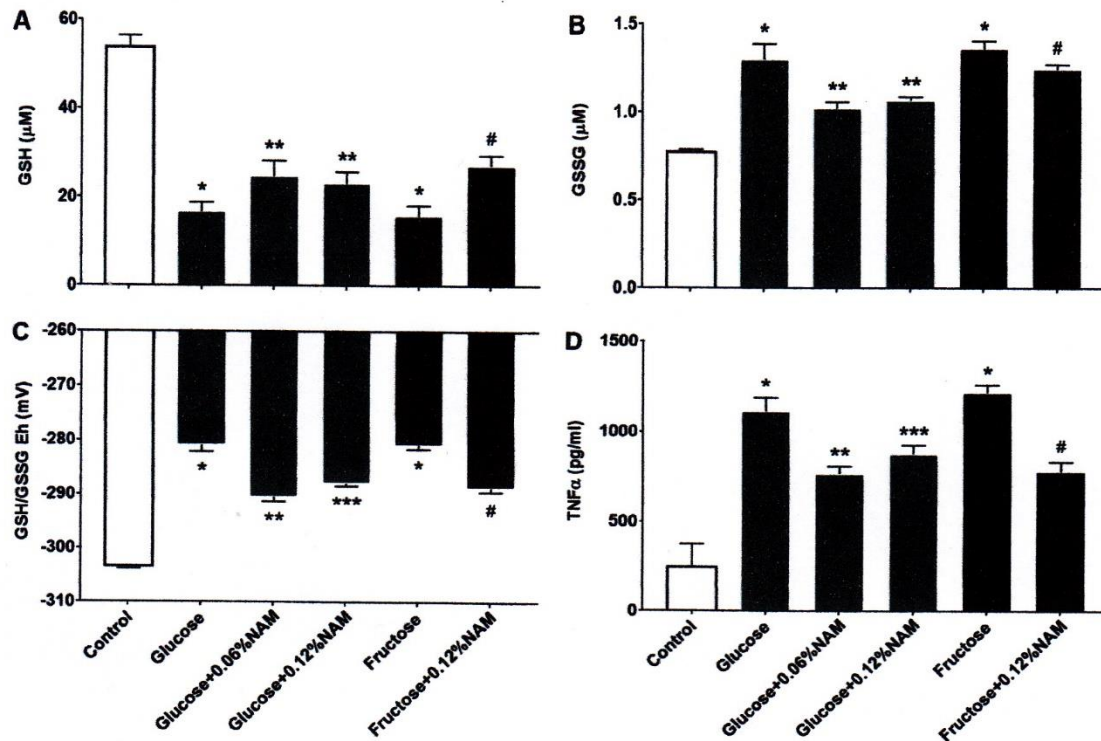 A
60
40
20
0
GSH (μM)
* ** ** * #
B
1.5
1.0
0.5
0.0
GSSG (μM)
* ** ** * #
C
-260
-270
-280
-290
-300
-310
GSH/GSSG Eh (mV)
* ** *** * #
Control
Glucose
Glucose+0.06%NAM
Glucose+0.12%NAM
Fructose
Fructose+0.12%NAM
D
1500
1000
500
0
TNFα (pg/ml)
* ** *** * #
Control
Glucose
Glucose+0.06%NAM
Glucose+0.12%NAM
Fructose
Fructose+0.12%NAM